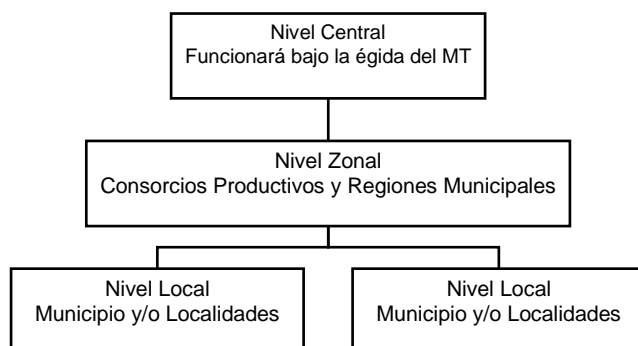 Nivel Central
Funcionará bajo la égida del MT
Nivel Zonal
Consorcios Productivos y Regiones Municipales
Nivel Local
Municipio y/o Localidades
Nivel Local
Municipio y/o Localidades